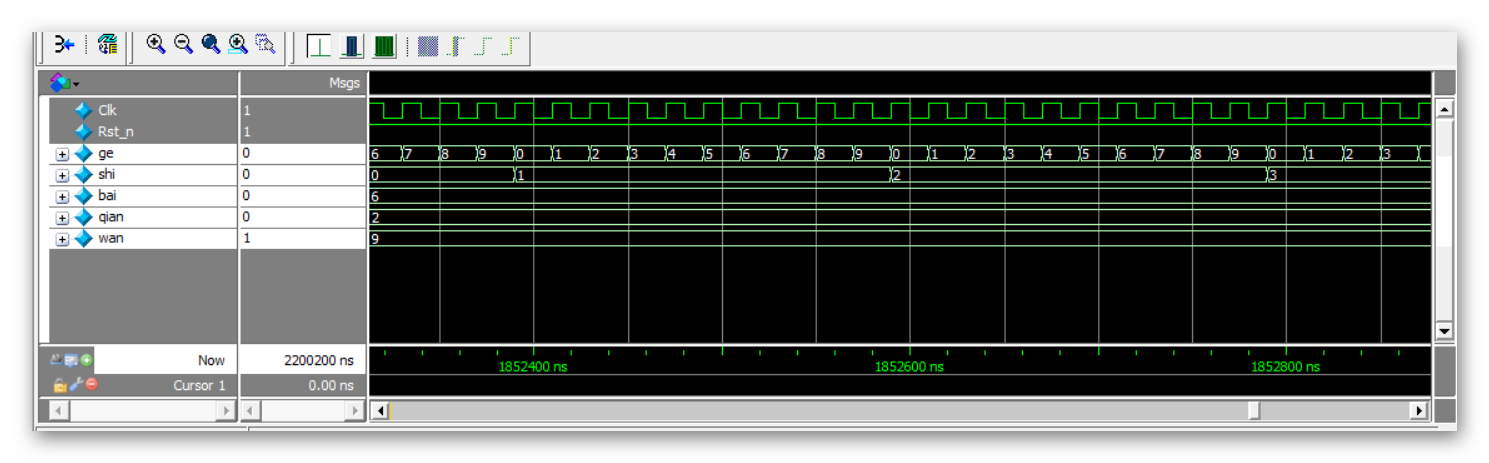 Msgs
Clk 1
Rst_n 1
ge 0 6 7 8 9 0 1 2 3 4 5 6 7 8 9 0 1 2 3 4 5 6 7 8 9 0 1 2 3
shi 0 0 1 2 3
bai 0 6
qian 0 2
wan 1 9
Now 2200200 ns 1852400 ns 1852600 ns 1852800 ns
Cursor 1 0.00 ns